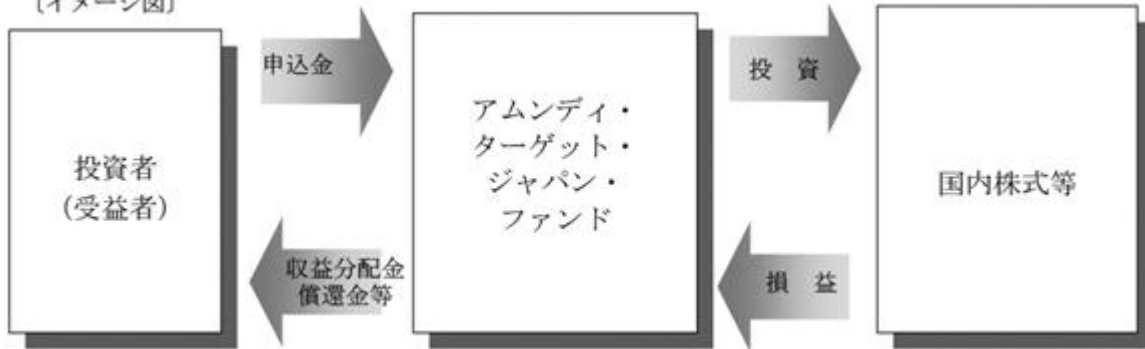 〔イメージ図〕
投資者
(受益者)
申込金
収益分配金
償還金等
アムンディ・
ターゲット・
ジャパン・
ファンド
投 資
損 益
国内株式等